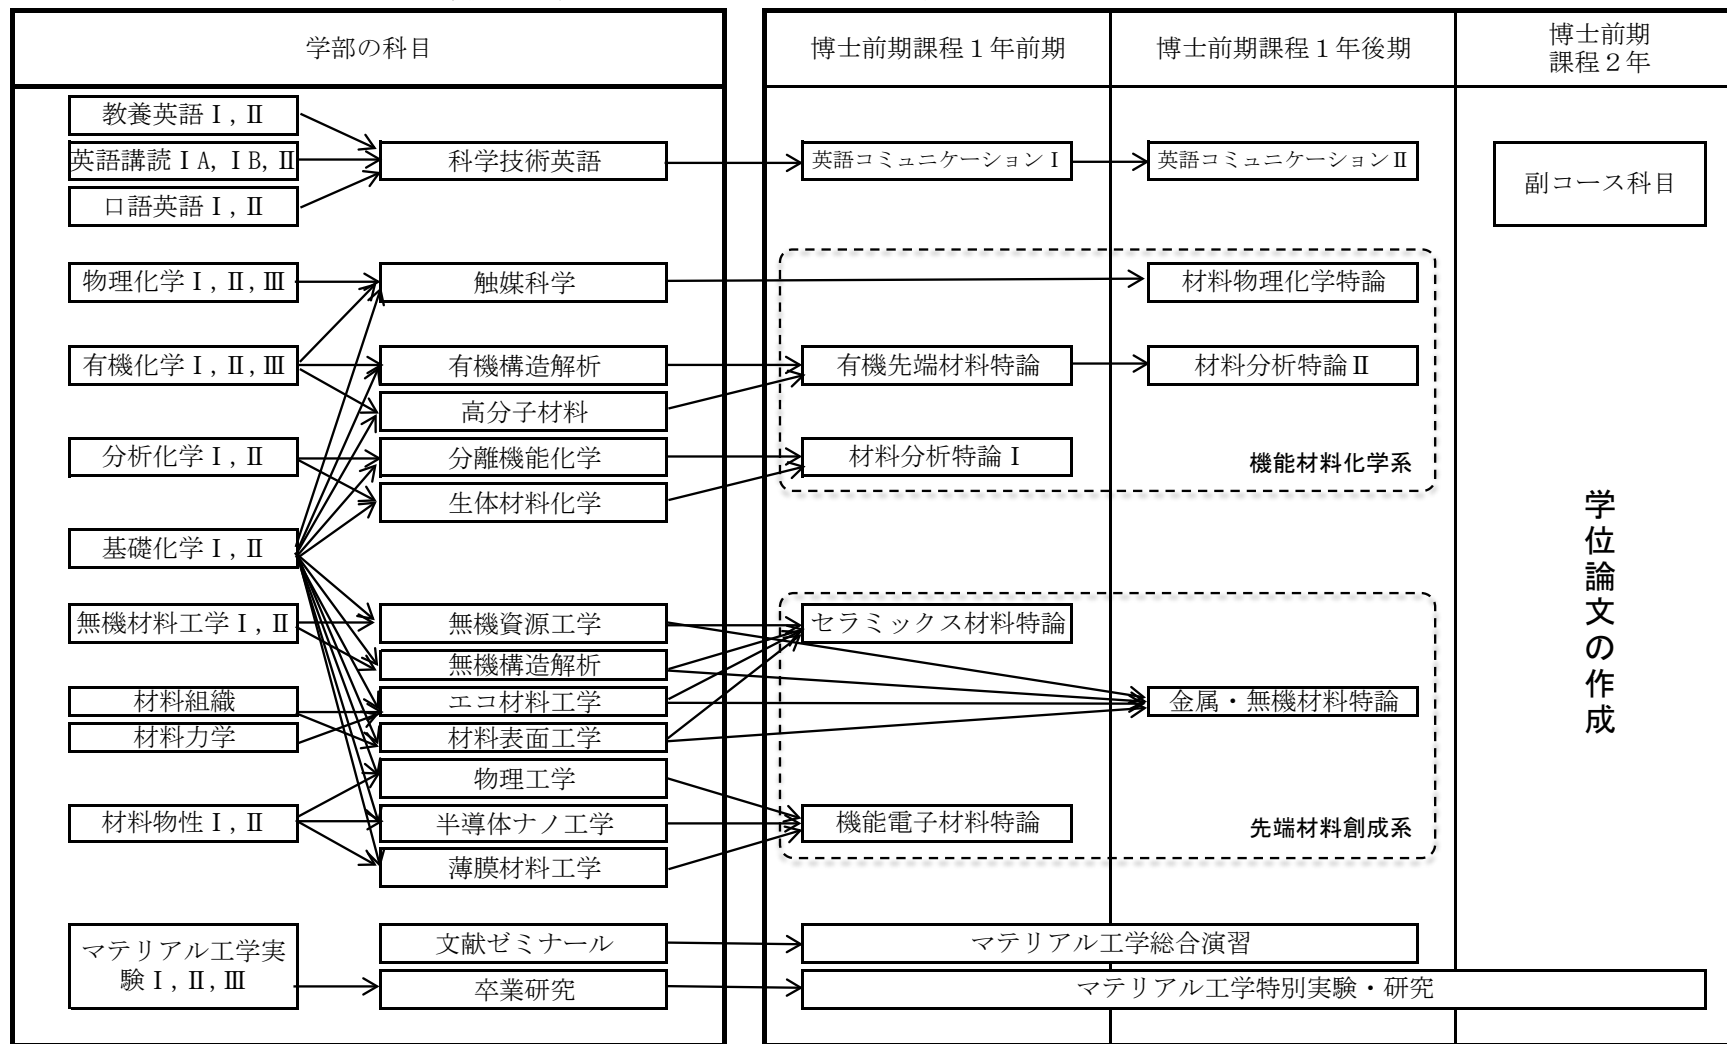 学部の科目
博士前期課程１年前期
博士前期課程１年後期
博士前期
課程２年
教養英語Ⅰ, Ⅱ
英語講読ⅠA, ⅠB, Ⅱ
口語英語Ⅰ, Ⅱ
科学技術英語
英語コミュニケーションⅠ
英語コミュニケーションⅡ
副コース科目
物理化学Ⅰ, Ⅱ, Ⅲ
触媒科学
材料物理化学特論
有機化学Ⅰ, Ⅱ, Ⅲ
有機構造解析
有機先端材料特論
材料分析特論Ⅱ
高分子材料
分析化学Ⅰ, Ⅱ
分離機能化学
材料分析特論Ⅰ
機能材料化学系
生体材料化学
基礎化学Ⅰ, Ⅱ
無機材料工学Ⅰ, Ⅱ
無機資源工学
セラミックス材料特論
無機構造解析
材料組織
エコ材料工学
金属・無機材料特論
材料力学
材料表面工学
物理工学
材料物性Ⅰ, Ⅱ
半導体ナノ工学
機能電子材料特論
先端材料創成系
薄膜材料工学
学位論文の作成
マテリアル工学実
験Ⅰ, Ⅱ, Ⅲ
文献ゼミナール
マテリアル工学総合演習
卒業研究
マテリアル工学特別実験・研究